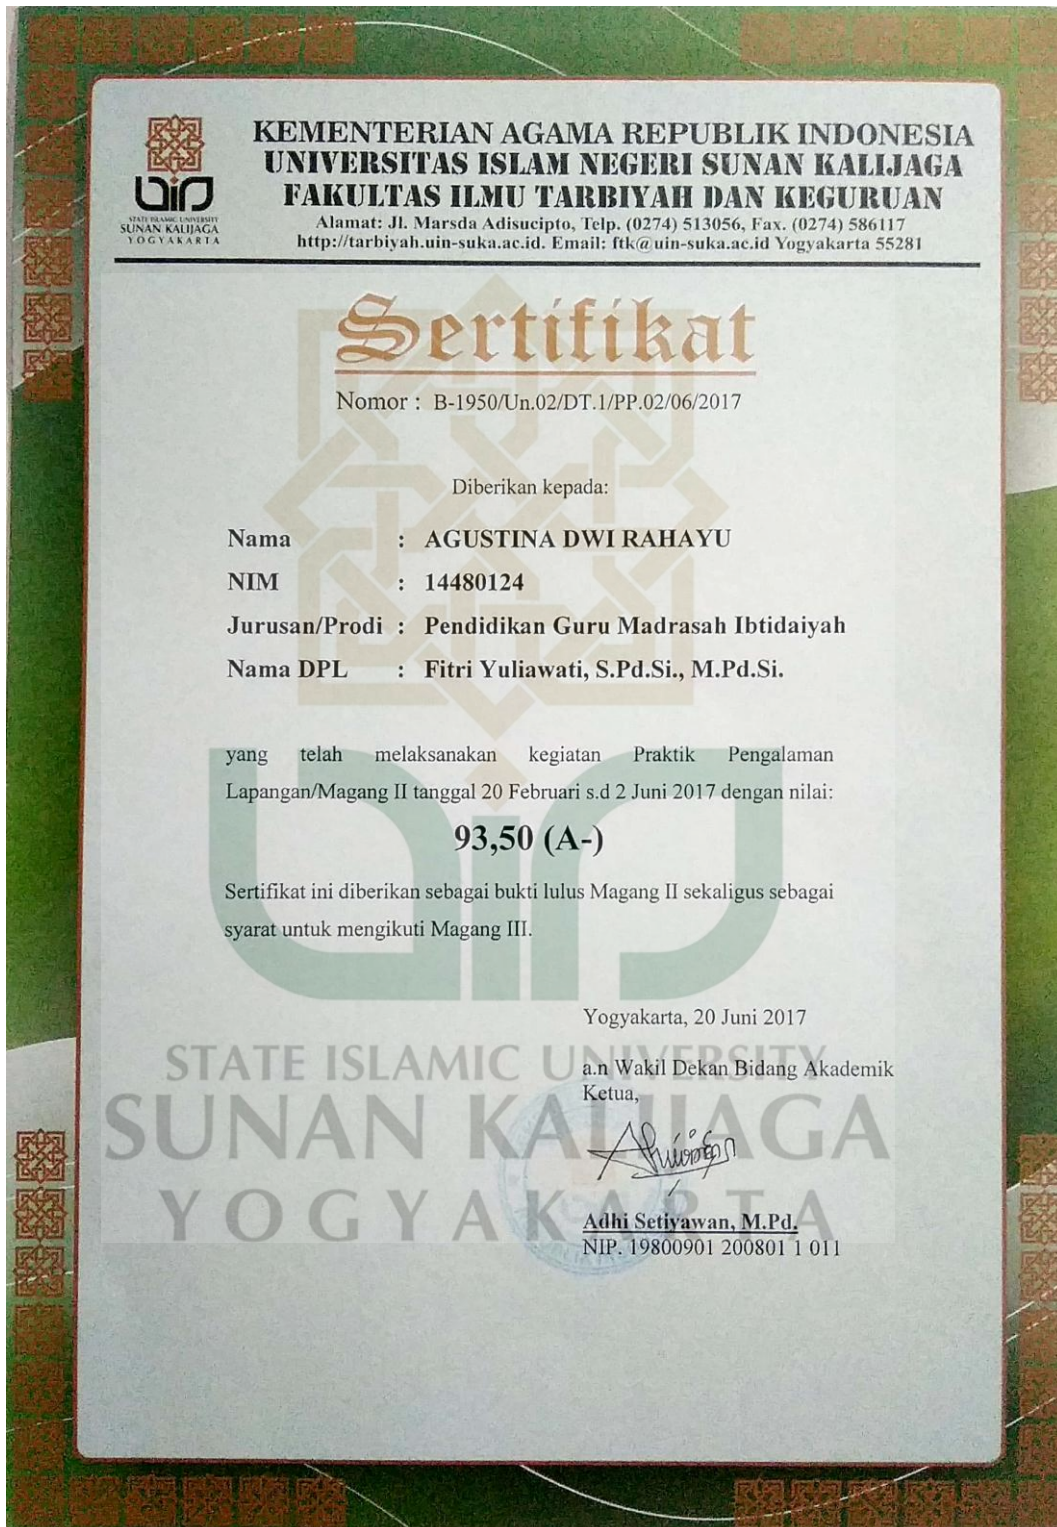 KEMENTERIAN AGAMA REPUBLIK INDONESIA
UNIVERSITAS ISLAM NEGERI SUNAN KALIJAGA
FAKULTAS ILMU TARBIYAH DAN KEGURUAN
Alamat: Jl. Marsda Adisucipto, Telp. (0274) 513056, Fax. (0274) 586117
http://tarbiyah.uin-suka.ac.id. Email: ftk@uin-suka.ac.id Yogyakarta 55281
STATE ISLAMIC UNIVERSITY
SUNAN KALIJAGA
YOGYAKARTA
Sertifikat
Nomor : B-1950/Un.02/DT.1/PP.02/06/2017
Diberikan kepada:
Nama : AGUSTINA DWI RAHAYU
NIM : 14480124
Jurusan/Prodi : Pendidikan Guru Madrasah Ibtidaiyah
Nama DPL : Fitri Yuliawati, S.Pd.Si., M.Pd.Si.
yang telah melaksanakan kegiatan Praktik Pengalaman
Lapangan/Magang II tanggal 20 Februari s.d 2 Juni 2017 dengan nilai:
93,50 (A-)
Sertifikat ini diberikan sebagai bukti lulus Magang II sekaligus sebagai
syarat untuk mengikuti Magang III.
Yogyakarta, 20 Juni 2017
a.n Wakil Dekan Bidang Akademik
Ketua,
Adhi Setiyawan, M.Pd.
NIP. 19800901 200801 1 011
STATE ISLAMIC UNIVERSITY
SUNAN KALIJAGA
YOGYAKARTA